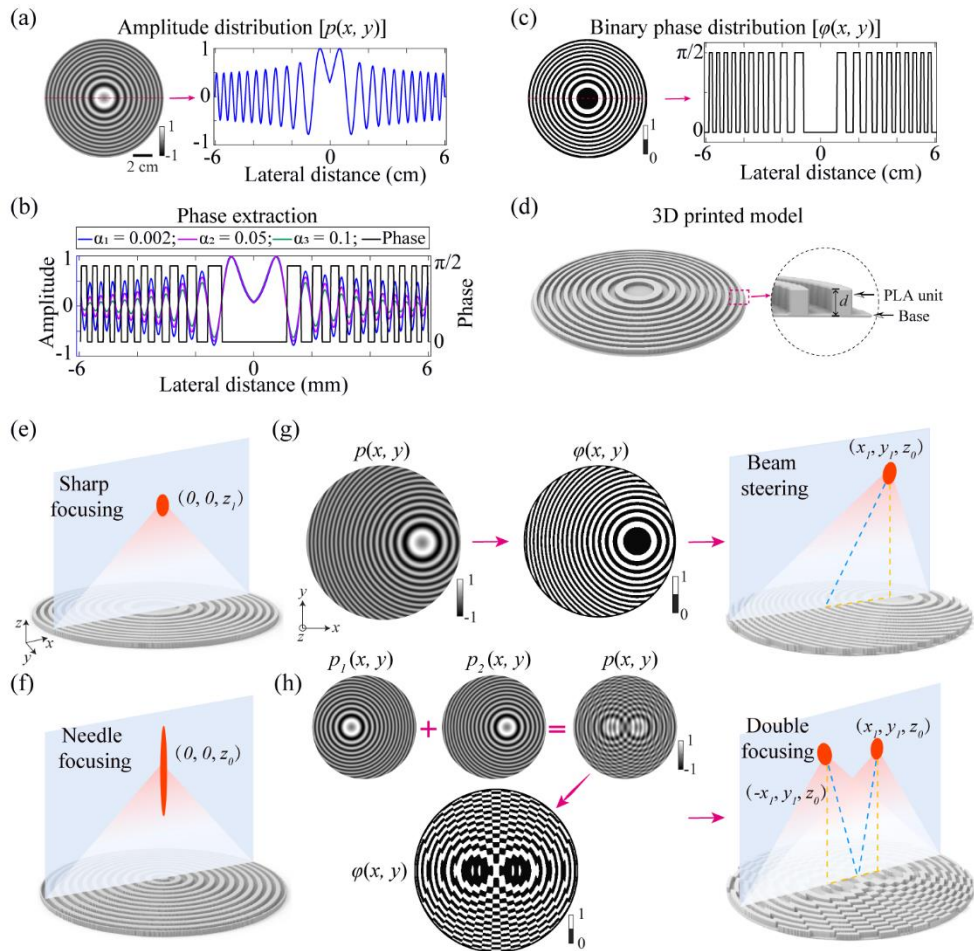 (a)
Amplitude distribution [p(x, y)]
1
0
-1
1
-1
2 cm
-6 0 6
Lateral distance (cm)
(c)
Binary phase distribution [φ(x, y)]
π/2
0
1
0
-6 0 6
Lateral distance (cm)
(b)
Phase extraction
α₁ = 0.002; α₂ = 0.05; α₃ = 0.1; Phase
Amplitude
1
0
-1
π/2
0
Phase
-6 -4 -2 0 2 4 6
Lateral distance (mm)
(d)
3D printed model
d
PLA unit
Base
(e)
Sharp
focusing
(0, 0, z₁)
z
x
y
(g)
p(x, y)
φ(x, y)
1
-1
1
0
y
z x
Beam
steering
(x₁, y₁, z₀)
(f)
Needle
focusing
(0, 0, z₀)
(h)
p₁(x, y)
p₂(x, y)
p(x, y)
+
=
1
-1
φ(x, y)
1
0
Double
focusing
(x₁, y₁, z₀)
(-x₁, y₁, z₀)